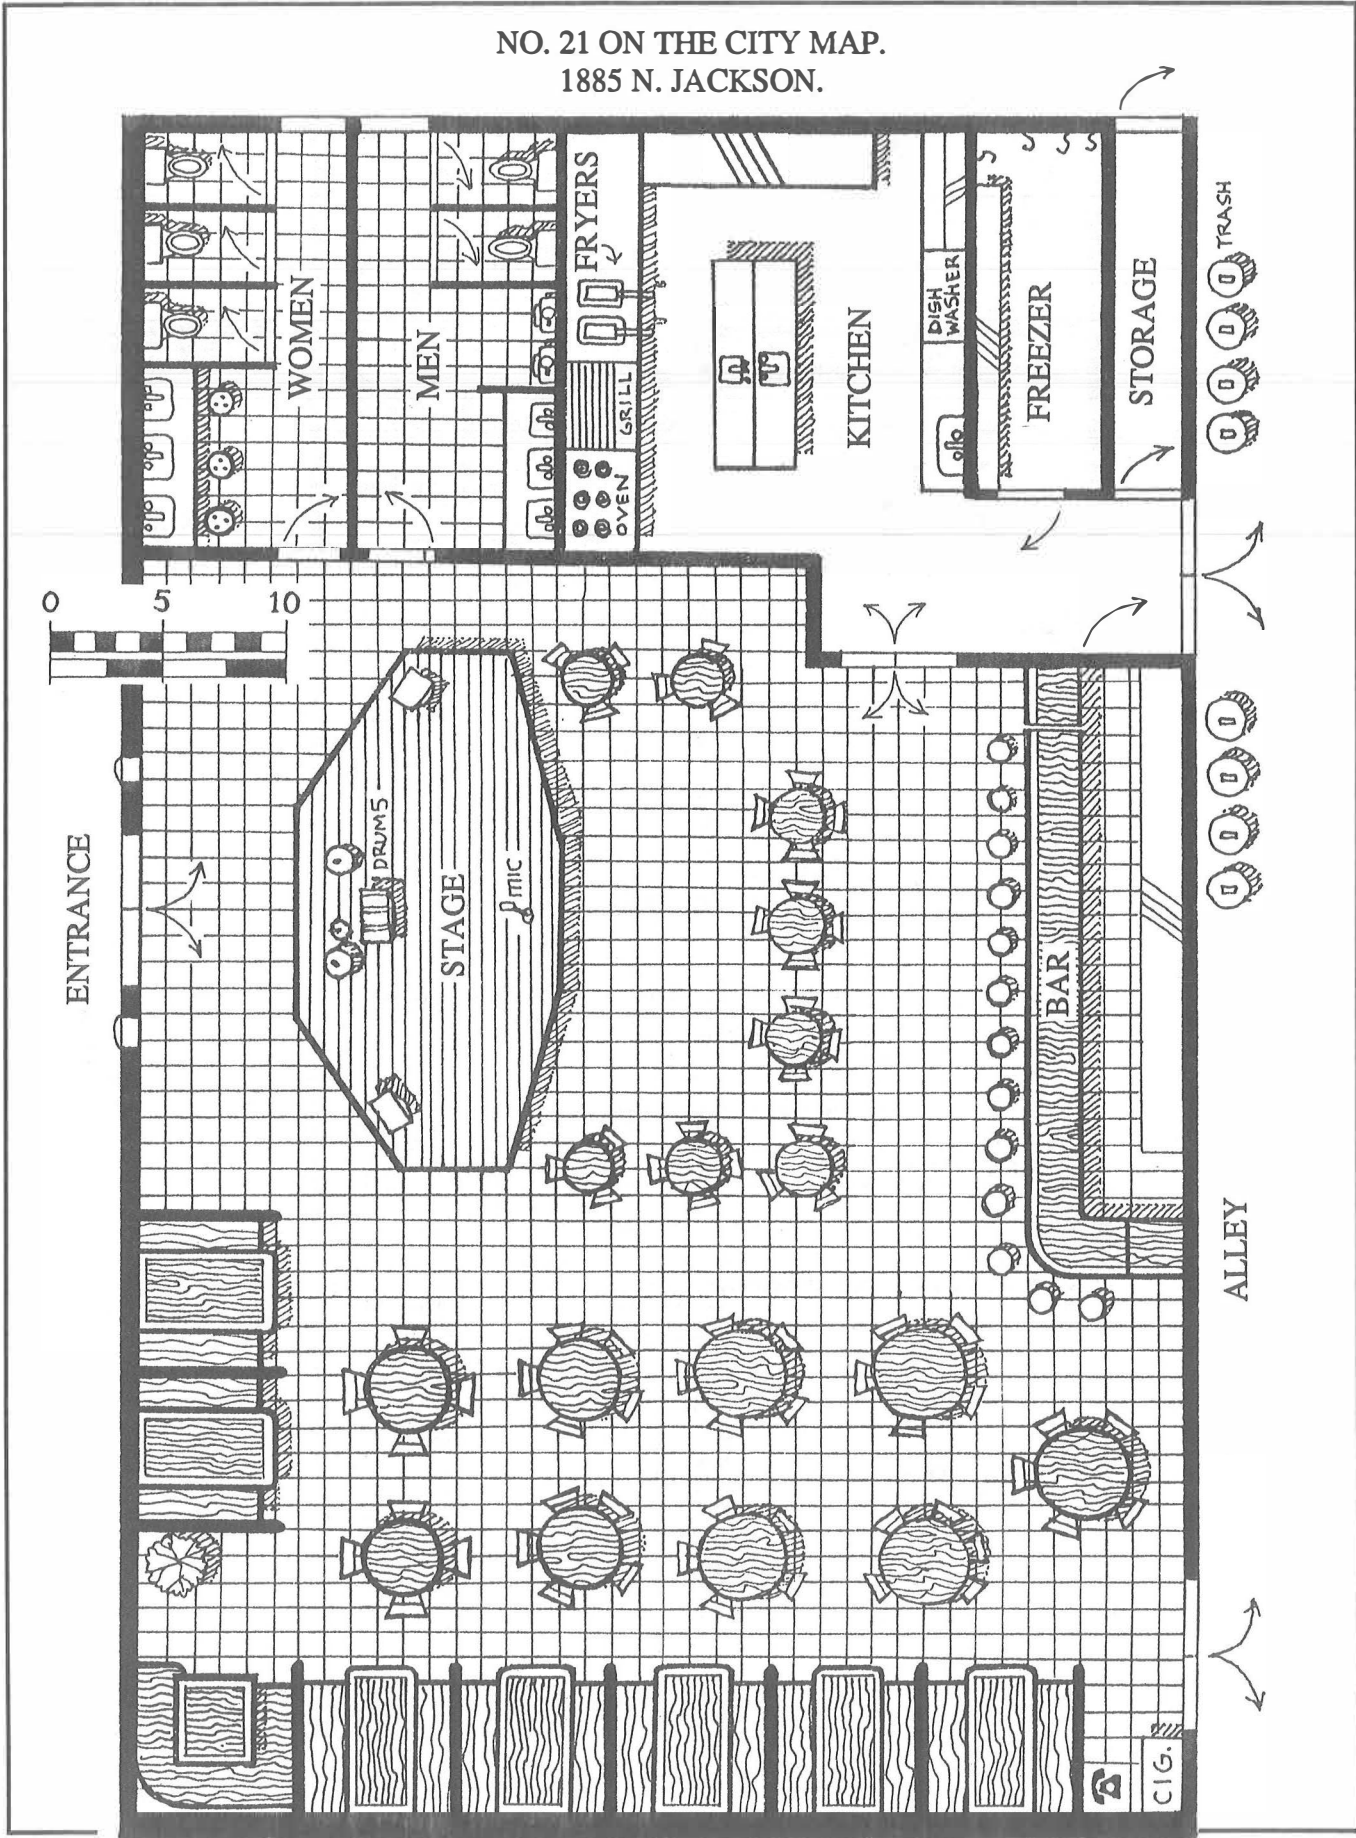 NO. 21 ON THE CITY MAP.
1885 N. JACKSON.
TRASH
FRYERS
WOMEN
MEN
DISH
WASHER
FREEZER
STORAGE
KITCHEN
GRILL
OVEN
0 5 10
DRUMS
ENTRANCE
STAGE
MIC
BAR
ALLEY
CIG.